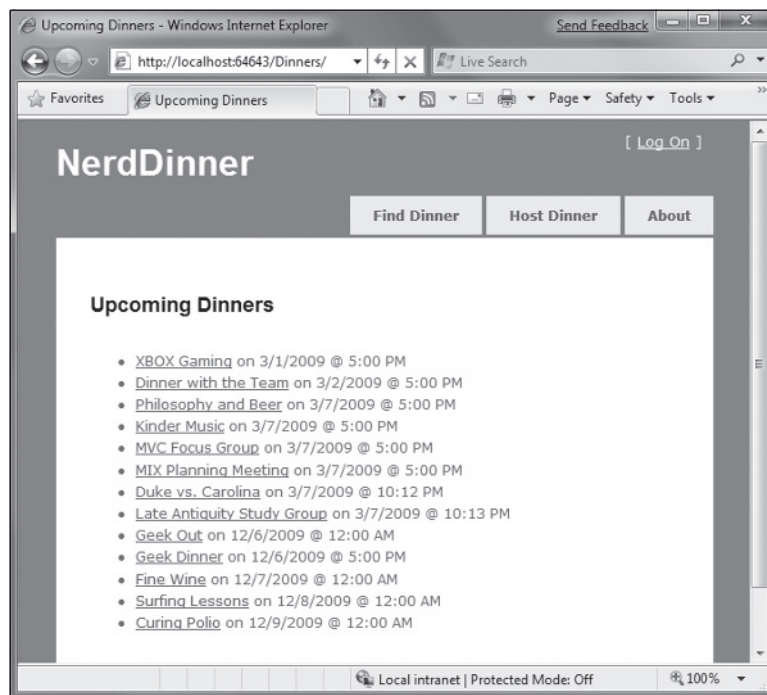 Upcoming Dinners - Windows Internet Explorer
Send Feedback
http://localhost:64643/Dinners/
Live Search
Favorites
Upcoming Dinners
Page
Safety
Tools
[ Log On ]
NerdDinner
Find Dinner
Host Dinner
About
Upcoming Dinners
• XBOX Gaming on 3/1/2009 @ 5:00 PM
• Dinner with the Team on 3/2/2009 @ 5:00 PM
• Philosophy and Beer on 3/7/2009 @ 5:00 PM
• Kinder Music on 3/7/2009 @ 5:00 PM
• MVC Focus Group on 3/7/2009 @ 5:00 PM
• MIX Planning Meeting on 3/7/2009 @ 5:00 PM
• Duke vs. Carolina on 3/7/2009 @ 10:12 PM
• Late Antiquity Study Group on 3/7/2009 @ 10:13 PM
• Geek Out on 12/6/2009 @ 12:00 AM
• Geek Dinner on 12/6/2009 @ 5:00 PM
• Fine Wine on 12/7/2009 @ 12:00 AM
• Surfing Lessons on 12/8/2009 @ 12:00 AM
• Curing Polio on 12/9/2009 @ 12:00 AM
Local intranet | Protected Mode: Off
100%